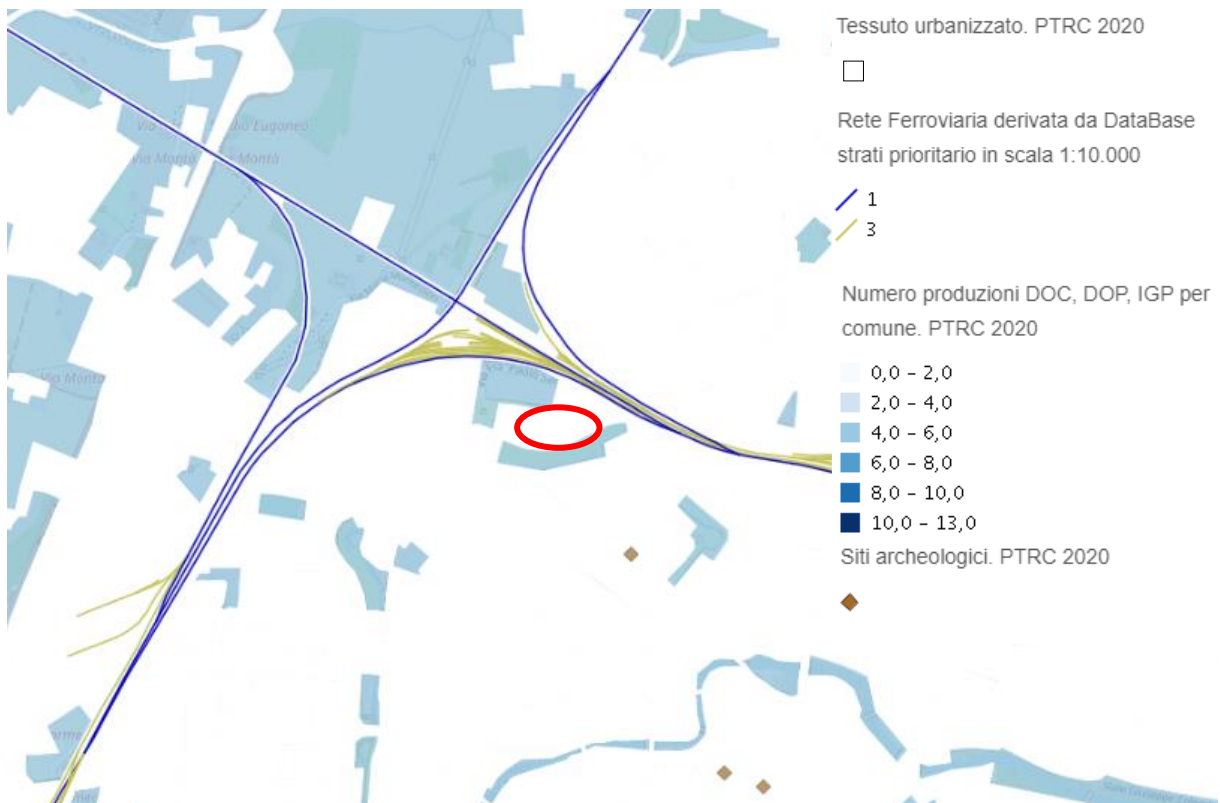 Tessuto urbanizzato. PTRC 2020
Rete Ferroviaria derivata da DataBase
strati prioritario in scala 1:10.000
1
3
Numero produzioni DOC, DOP, IGP per
comune. PTRC 2020
0,0 – 2,0
2,0 – 4,0
4,0 – 6,0
6,0 – 8,0
8,0 – 10,0
10,0 – 13,0
Siti archeologici. PTRC 2020
Euganeo
Via Montà
Montà
Via Montà